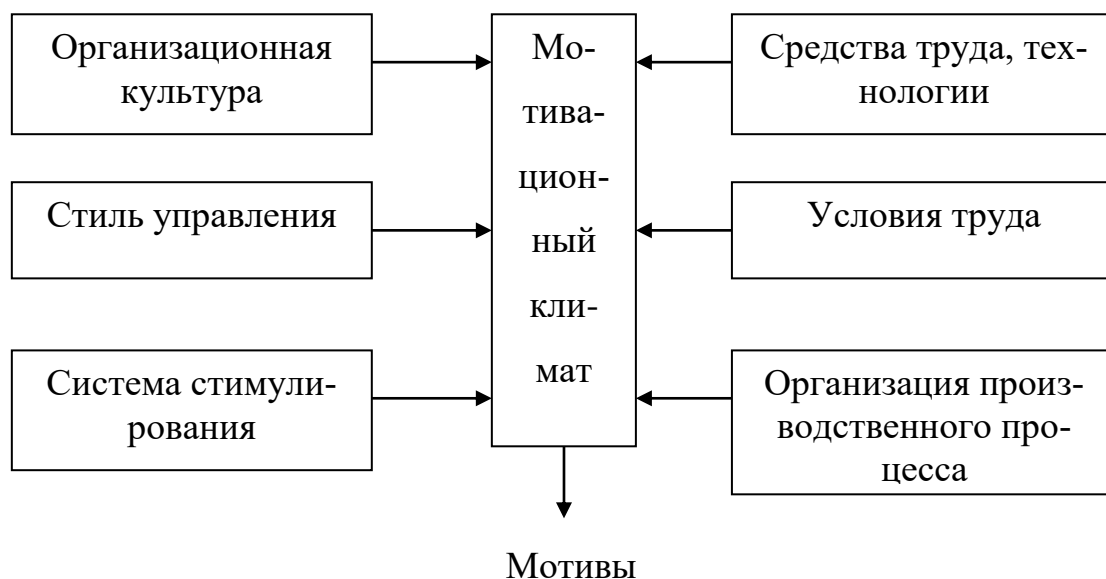 Организационная
культура
Стиль управления
Система стимули-
рования
Мо-
тива-
цион-
ный
кли-
мат
Средства труда, тех-
нологии
Условия труда
Организация произ-
водственного про-
цесса
Мотивы